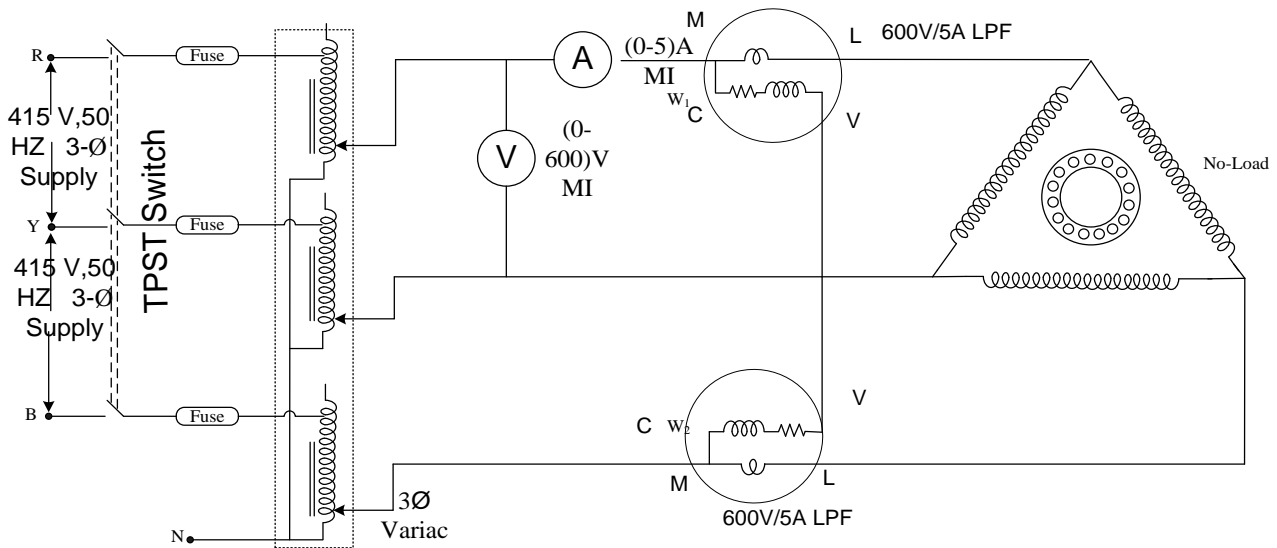 R
Fuse
415 V,50
HZ 3-Ø
Supply
TPST Switch
Y
Fuse
415 V,50
HZ 3-Ø
Supply
B
Fuse
N
3Ø
Variac
A
(0-5)A
MI
V
(0-
600)V
MI
M
L
600V/5A LPF
W1
C
V
No-Load
V
C
W2
M
L
600V/5A LPF